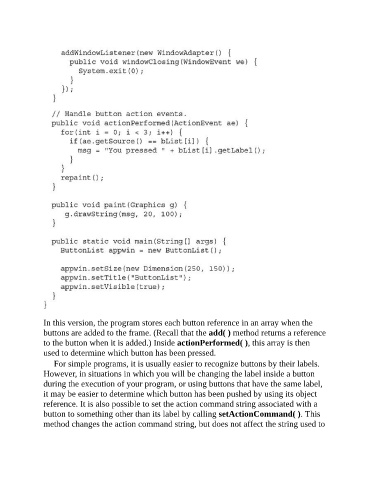 addWindowListener(new WindowAdapter() {
public void windowClosing(WindowEvent we) {
System.exit(0);
}
});
}
// Handle button action events.
public void actionPerformed(ActionEvent ae) {
for(int i = 0; i < 3; i++) {
if(ae.getSource() == bList[i]) {
msg = "You pressed " + bList[i].getLabel();
}
}
repaint();
}
public void paint(Graphics g) {
g.drawString(msg, 20, 100);
}
public static void main(String[] args) {
ButtonList appwin = new ButtonList();
appwin.setSize(new Dimension(250, 150));
appwin.setTitle("ButtonList");
appwin.setVisible(true);
}
}
In this version, the program stores each button reference in an array when the
buttons are added to the frame. (Recall that the add( ) method returns a reference
to the button when it is added.) Inside actionPerformed( ), this array is then
used to determine which button has been pressed.
For simple programs, it is usually easier to recognize buttons by their labels.
However, in situations in which you will be changing the label inside a button
during the execution of your program, or using buttons that have the same label,
it may be easier to determine which button has been pushed by using its object
reference. It is also possible to set the action command string associated with a
button to something other than its label by calling setActionCommand( ). This
method changes the action command string, but does not affect the string used to